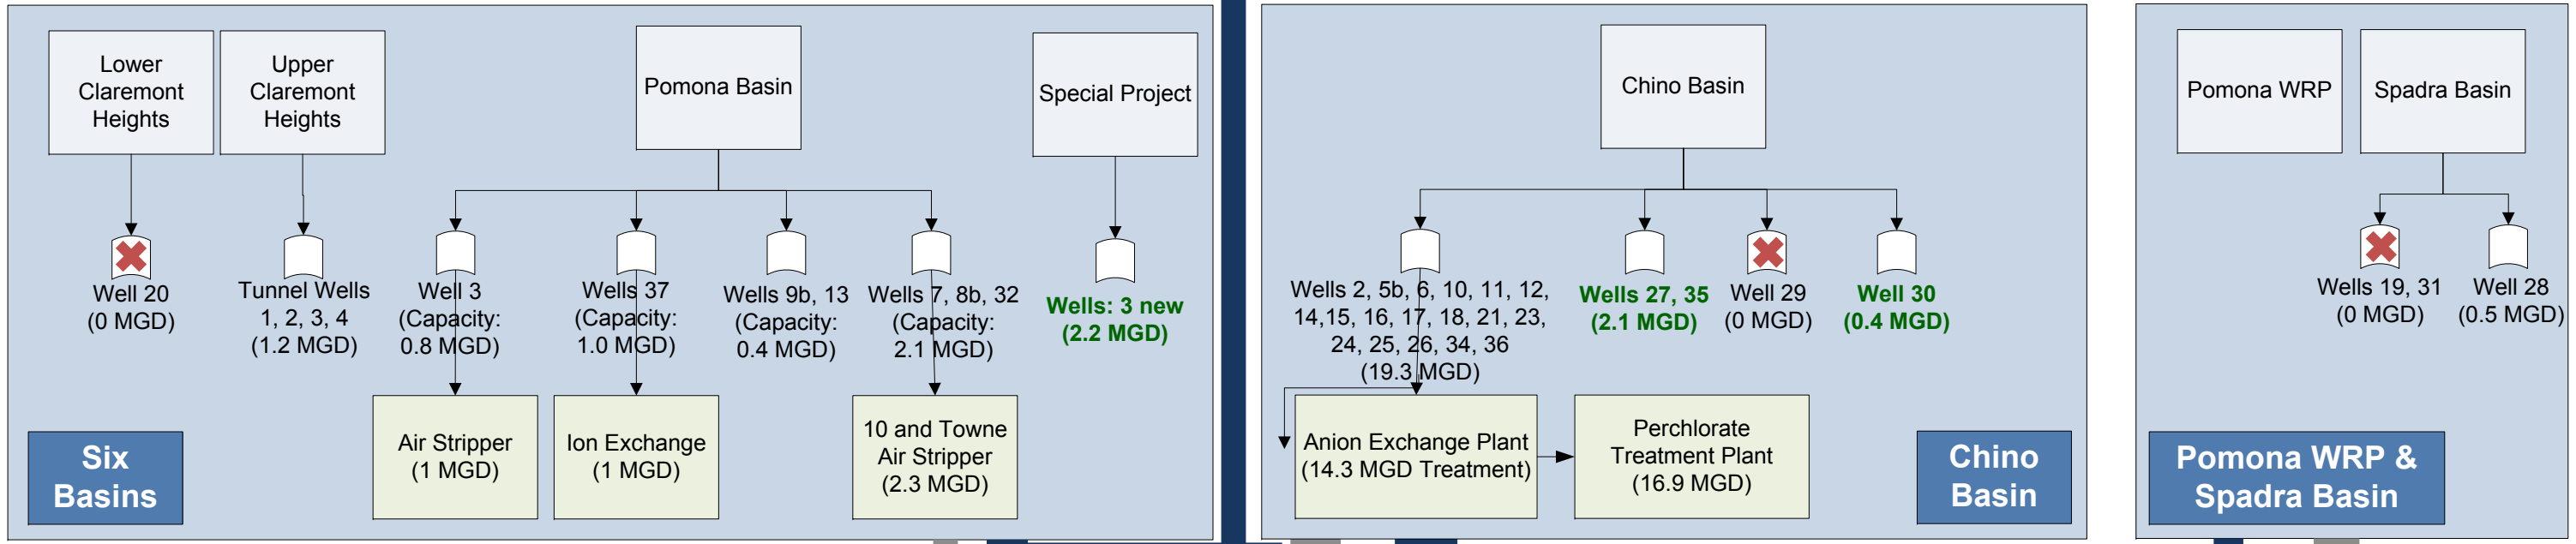 Lower
Claremont
Heights
Upper
Claremont
Heights
Pomona Basin
Special Project
Well 20
(0 MGD)
Tunnel Wells
1, 2, 3, 4
(1.2 MGD)
Well 3
(Capacity:
0.8 MGD)
Wells 37
(Capacity:
1.0 MGD)
Wells 9b, 13
(Capacity:
0.4 MGD)
Wells 7, 8b, 32
(Capacity:
2.1 MGD)
Wells: 3 new
(2.2 MGD)
Air Stripper
(1 MGD)
Ion Exchange
(1 MGD)
10 and Towne
Air Stripper
(2.3 MGD)
Six
Basins
Chino Basin
Wells 2, 5b, 6, 10, 11, 12,
14,15, 16, 17, 18, 21, 23,
24, 25, 26, 34, 36
(19.3 MGD)
Wells 27, 35
(2.1 MGD)
Well 29
(0 MGD)
Well 30
(0.4 MGD)
Anion Exchange Plant
(14.3 MGD Treatment)
Perchlorate
Treatment Plant
(16.9 MGD)
Chino
Basin
Pomona WRP
Spadra Basin
Wells 19, 31
(0 MGD)
Well 28
(0.5 MGD)
Pomona WRP &
Spadra Basin